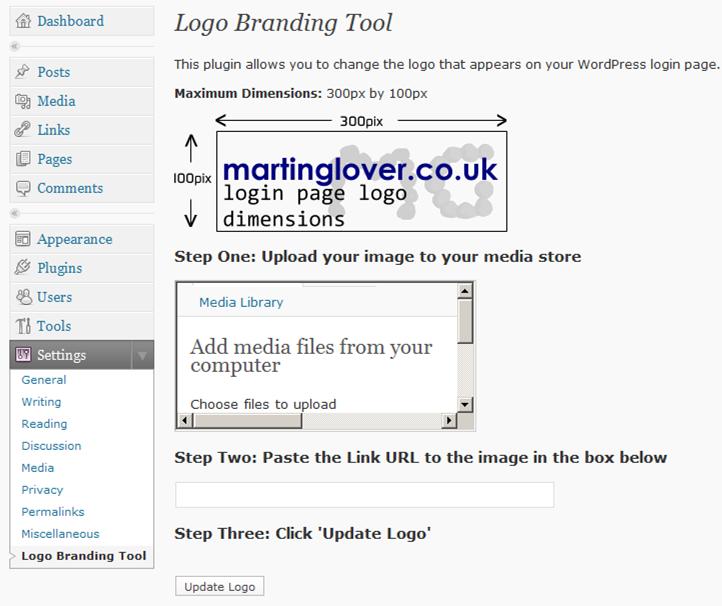 Dashboard
Posts
Media
Links
Pages
Comments
Appearance
Plugins
Users
Tools
Settings
General
Writing
Reading
Discussion
Media
Privacy
Permalinks
Miscellaneous
Logo Branding Tool
Logo Branding Tool
This plugin allows you to change the logo that appears on your WordPress login page.
Maximum Dimensions: 300px by 100px
300pix
100pix
martinglover.co.uk
login page logo
dimensions
Step One: Upload your image to your media store
Media Library
Add media files from your
computer
Choose files to upload
Step Two: Paste the Link URL to the image in the box below
Step Three: Click 'Update Logo'
Update Logo